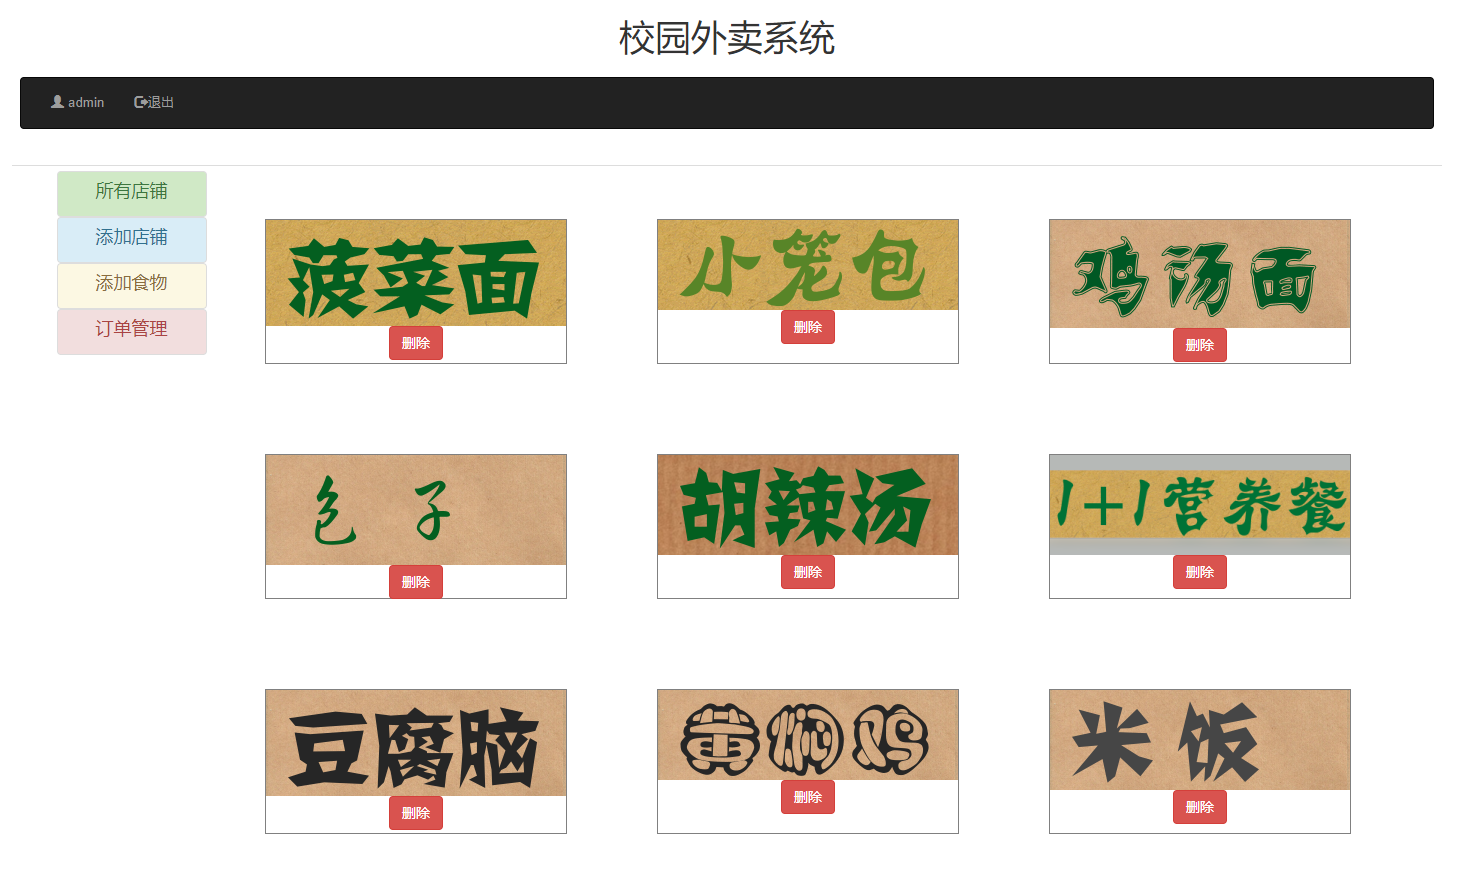 校园外卖系统
admin 退出
所有店铺
添加店铺
添加食物
订单管理
菠菜面
删除
小笼包
删除
鸡汤面
删除
包子
删除
胡辣汤
删除
1+1营养餐
删除
豆腐脑
删除
黄焖鸡
删除
米饭
删除